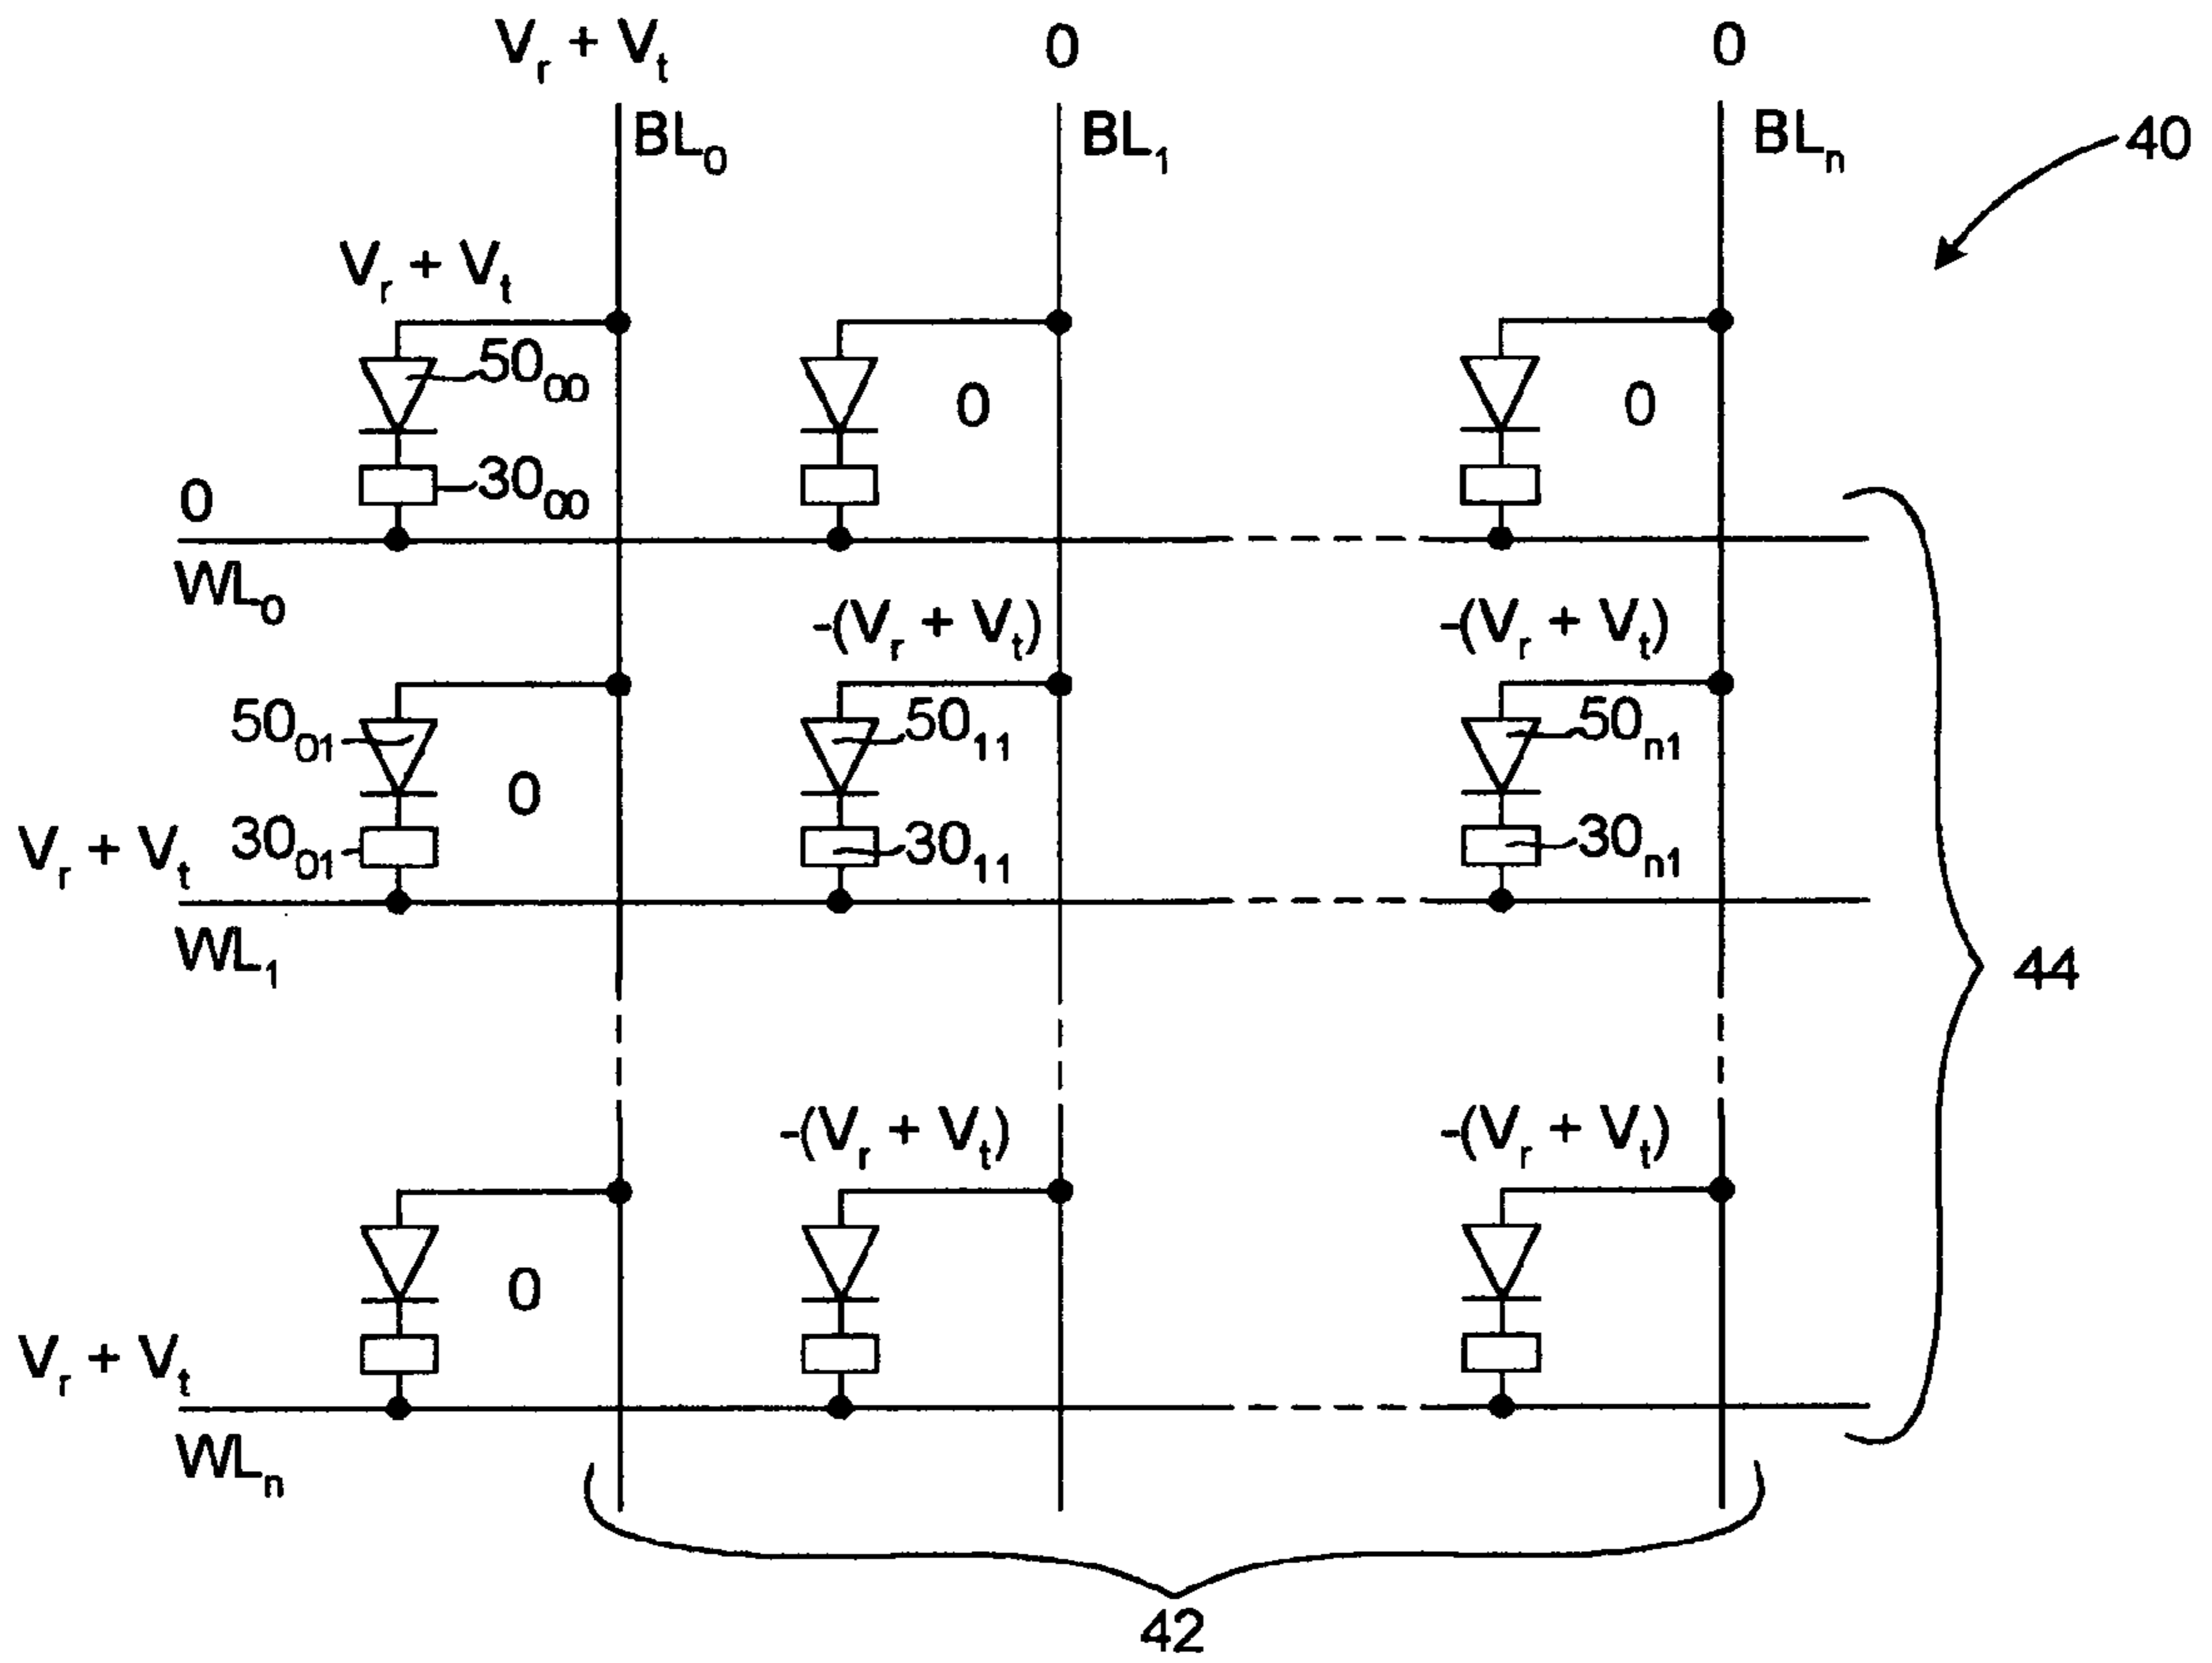 Vr + Vt 0 0
BL0 BL1 BLn 40
Vr + Vt
5000 0 0
3000
0
WL0
-(Vr + Vt) -(Vr + Vt)
5001 5011 50n1
0
Vr + Vt 3001 3011 30n1
WL1
44
-(Vr + Vt) -(Vr + Vt)
0
Vr + Vt
WLn
42